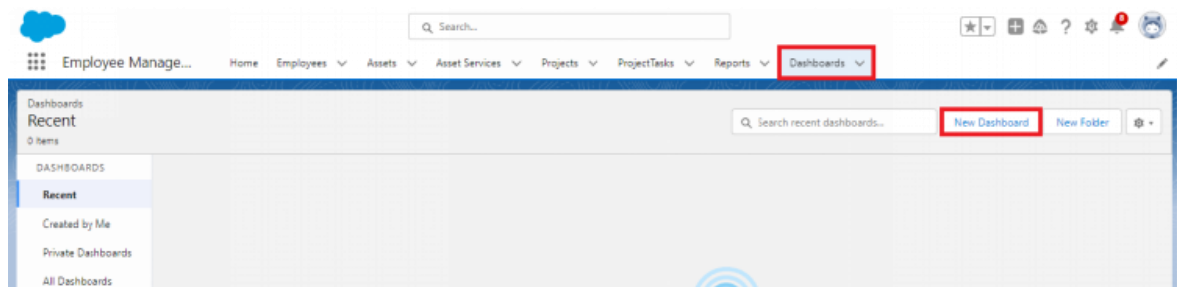 Search...
8
Employee Manage... Home Employees Assets Asset Services Projects ProjectTasks Reports Dashboards
Dashboards
Recent
0 items
Search recent dashboards...
New Dashboard
New Folder
DASHBOARDS
Recent
Created by Me
Private Dashboards
All Dashboards